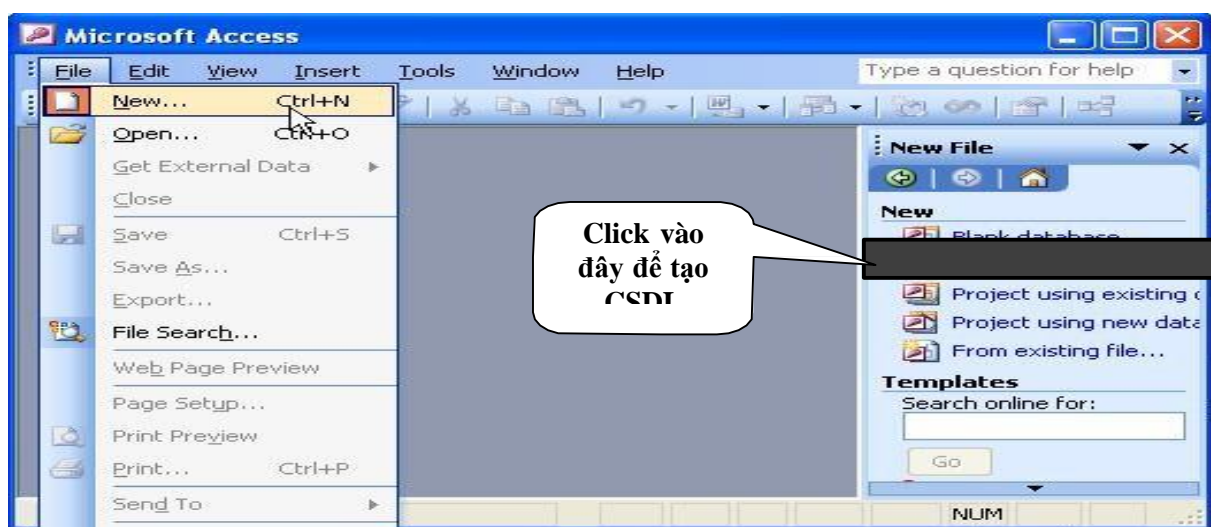 Microsoft Access
File Edit View Insert Tools Window Help Type a question for help
New... Ctrl+N
Open... Ctrl+O
Get External Data
Close
Save Ctrl+S
Save As...
Export...
File Search...
Web Page Preview
Page Setup...
Print Preview
Print... Ctrl+P
Send To
Click vào
đây để tạo
CSDL
New File
New
Blank database...
Project using existing
Project using new data
From existing file...
Templates
Search online for:
Go
NUM